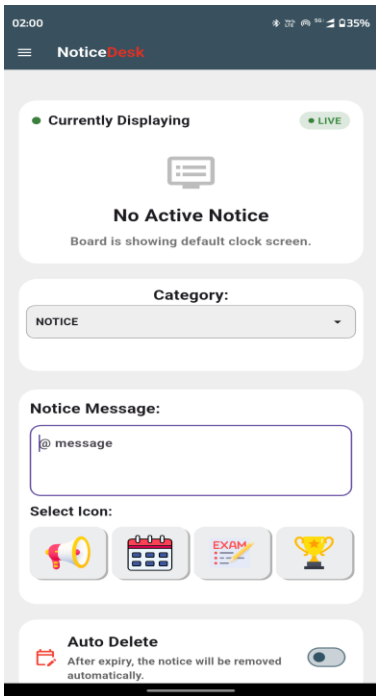 02:00 35%
NoticeDesk
Currently Displaying LIVE
No Active Notice
Board is showing default clock screen.
Category:
NOTICE
Notice Message:
@ message
Select Icon:
EXAM
Auto Delete
After expiry, the notice will be removed
automatically.